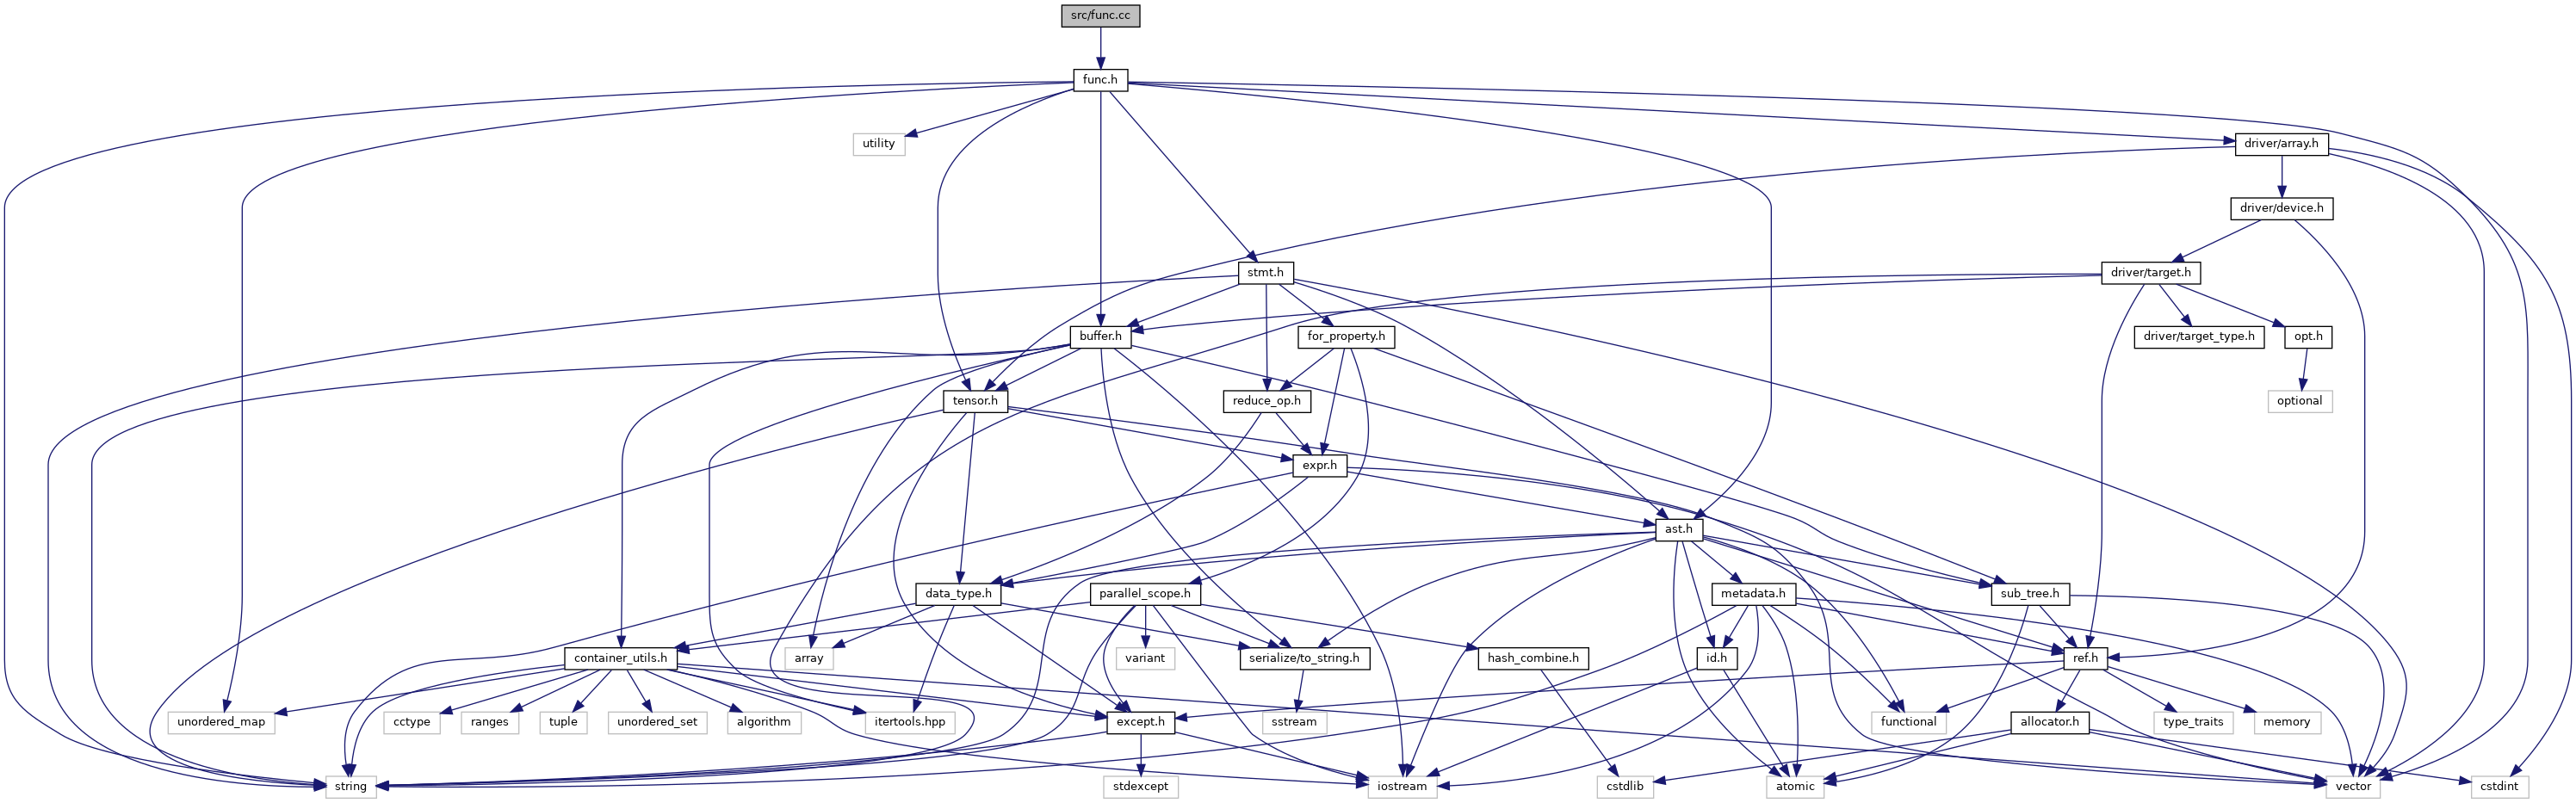 src/func.cc
func.h
utility
driver/array.h
driver/device.h
stmt.h
driver/target.h
buffer.h
for_property.h
driver/target_type.h
opt.h
tensor.h
reduce_op.h
optional
expr.h
ast.h
data_type.h
parallel_scope.h
metadata.h
sub_tree.h
container_utils.h
array
variant
serialize/to_string.h
hash_combine.h
id.h
ref.h
unordered_map
cctype
ranges
tuple
unordered_set
algorithm
itertools.hpp
except.h
sstream
functional
allocator.h
type_traits
memory
string
stdexcept
iostream
cstdlib
atomic
vector
cstdint